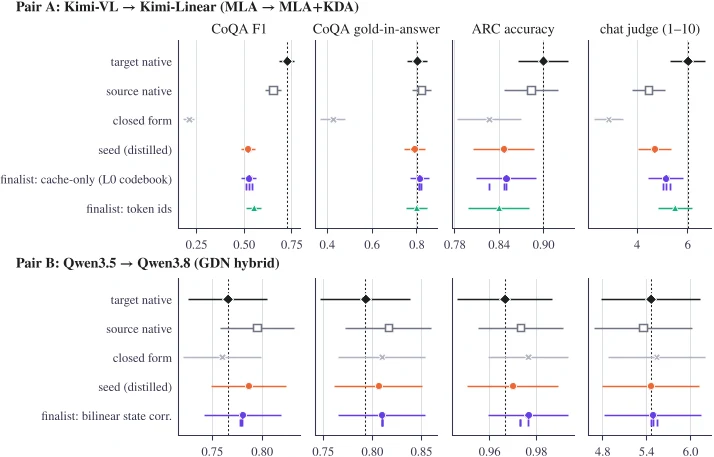 Pair A: Kimi-VL → Kimi-Linear (MLA → MLA+KDA)
CoQA F1 CoQA gold-in-answer ARC accuracy chat judge (1–10)
target native
source native
closed form
seed (distilled)
finalist: cache-only (L0 codebook)
finalist: token ids
0.25 0.50 0.75 0.4 0.6 0.8 0.78 0.84 0.90 4 6
Pair B: Qwen3.5 → Qwen3.8 (GDN hybrid)
target native
source native
closed form
seed (distilled)
finalist: bilinear state corr.
0.75 0.80 0.75 0.80 0.85 0.96 0.98 4.8 5.4 6.0